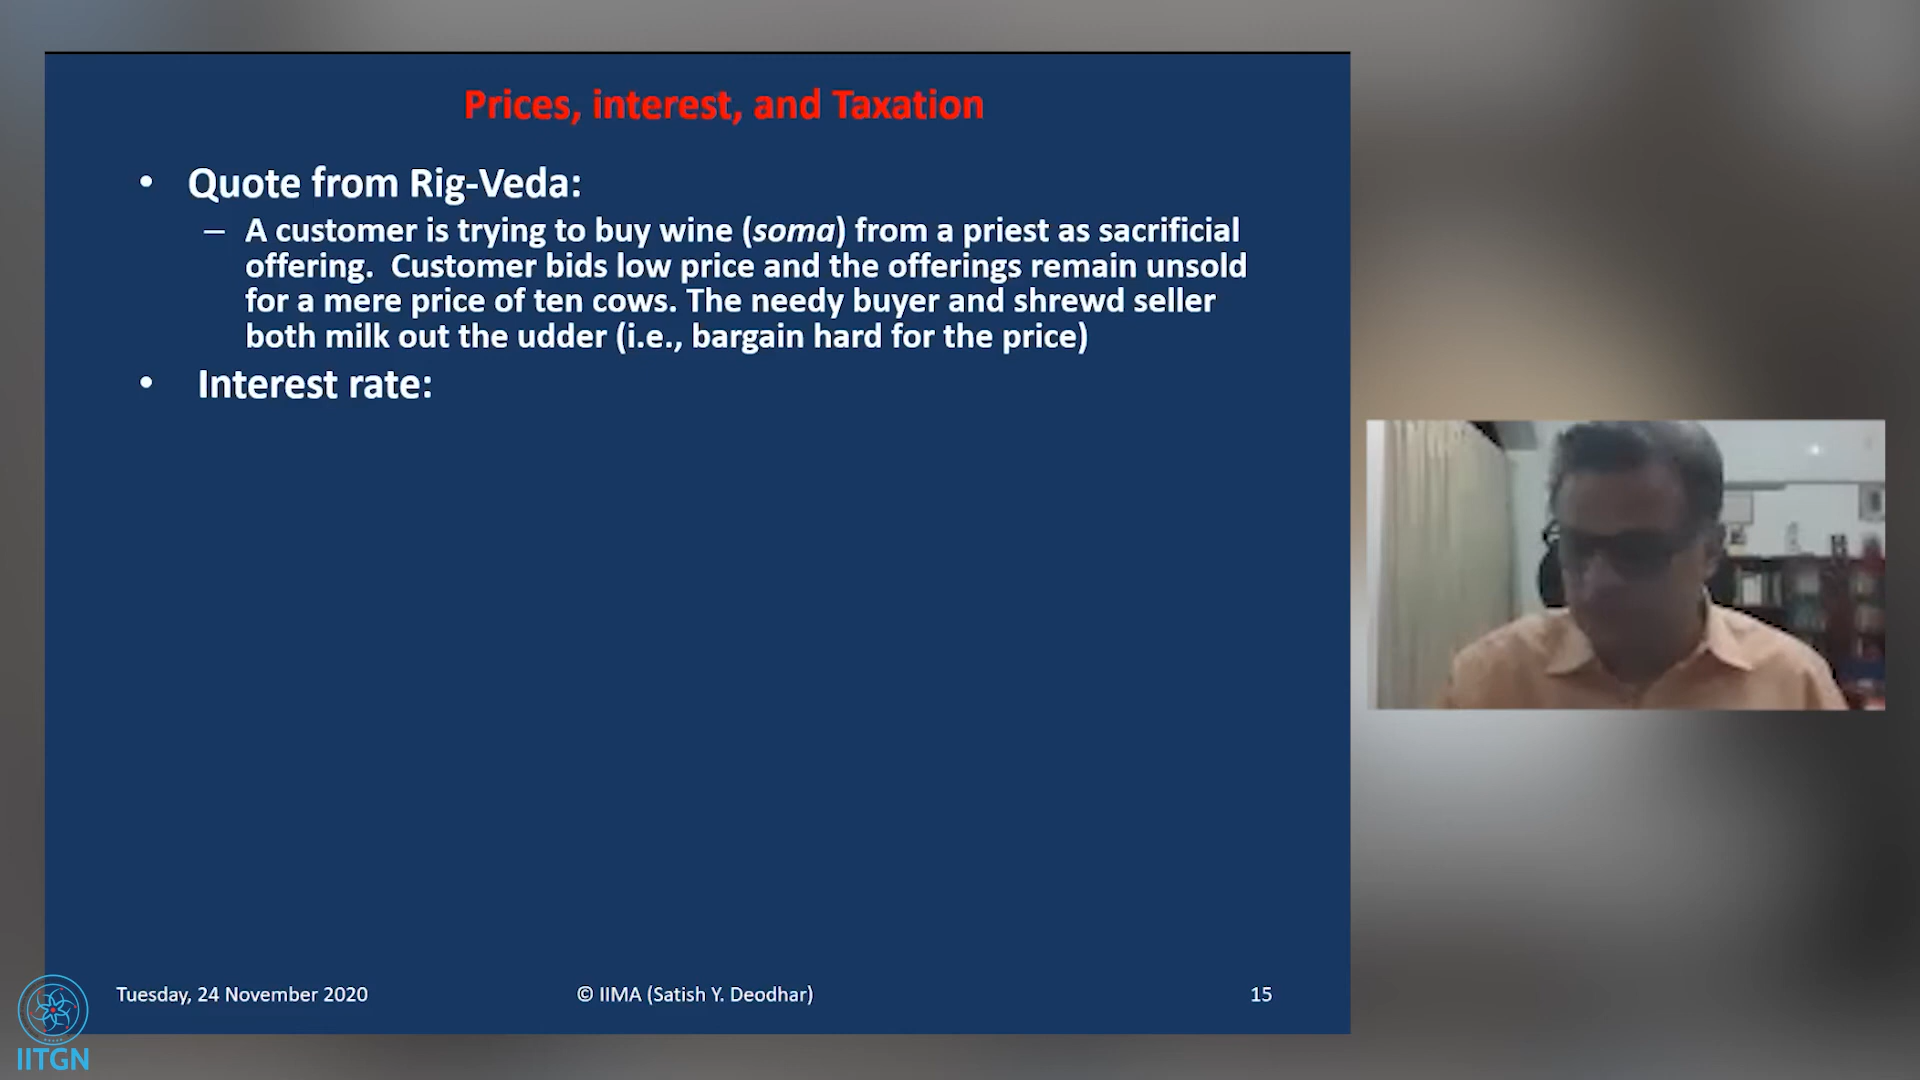 Prices, interest, and Taxation
• Quote from Rig-Veda:
– A customer is trying to buy wine (soma) from a priest as sacrificial
offering.  Customer bids low price and the offerings remain unsold
for a mere price of ten cows. The needy buyer and shrewd seller
both milk out the udder (i.e., bargain hard for the price)
• Interest rate:
Tuesday, 24 November 2020
© IIMA (Satish Y. Deodhar)
15
IITGN